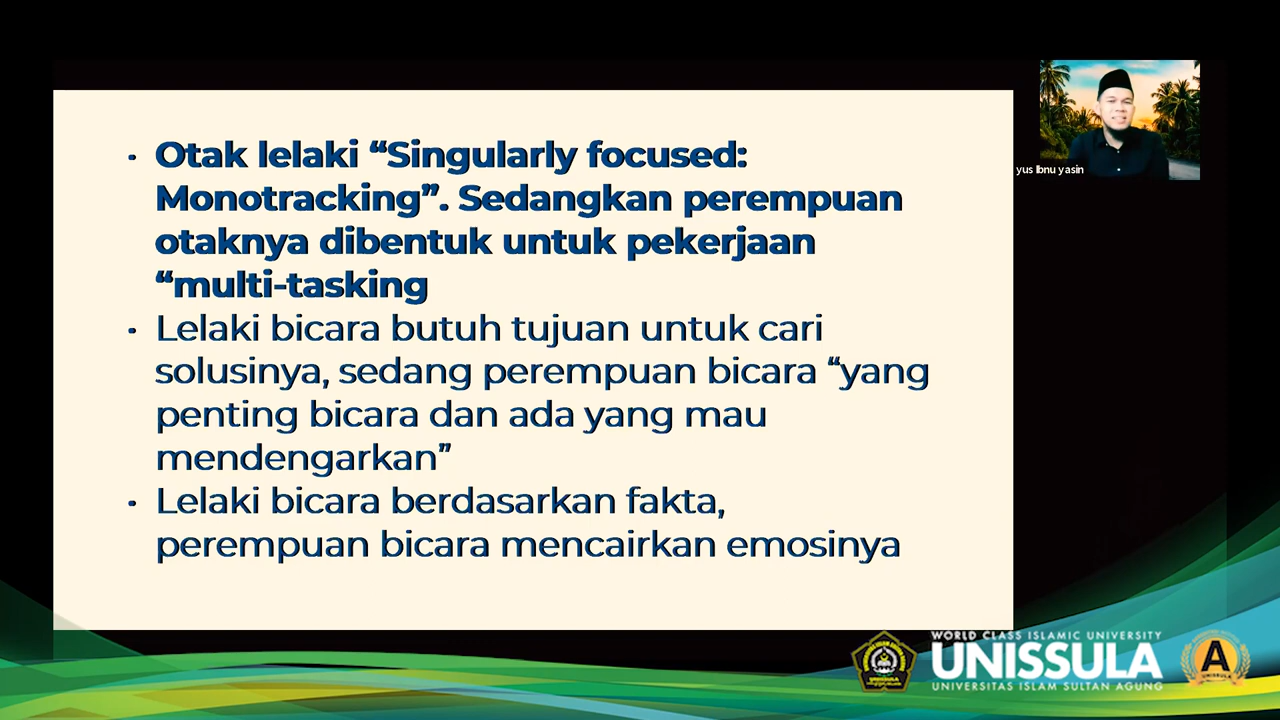 • Otak lelaki “Singularly focused:
Monotracking”. Sedangkan perempuan
otaknya dibentuk untuk pekerjaan
“multi-tasking
• Lelaki bicara butuh tujuan untuk cari
solusinya, sedang perempuan bicara “yang
penting bicara dan ada yang mau
mendengarkan”
• Lelaki bicara berdasarkan fakta,
perempuan bicara mencairkan emosinya
yus Ibnu yasin
WORLD CLASS ISLAMIC UNIVERSITY
UNISSULA
UNIVERSITAS ISLAM SULTAN AGUNG
A
UNISSULA